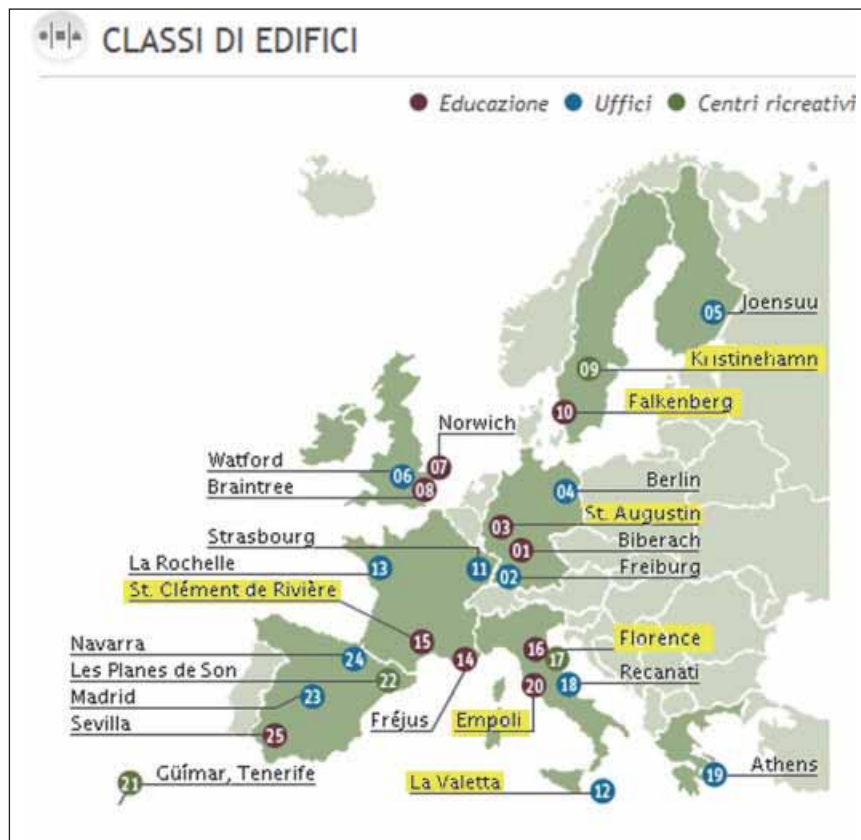 CLASSI DI EDIFICI
Educazione Uffici Centri ricreativi
05 Joensuu
09 Kristinehamn
10 Falkenberg
Norwich 07
Watford 06
Braintree 08
04 Berlin
03 St. Augustin
01 Biberach
02 Freiburg
Strasbourg 11
La Rochelle 13
St. Clément de Rivière 15
16 17 Florence
18 Recanati
Navarra 24
Les Planes de Son 22
Madrid 23
Sevilla 25
Fréjus 14
Empoli 20
Güímar, Tenerife 21
La Valetta 12
19 Athens